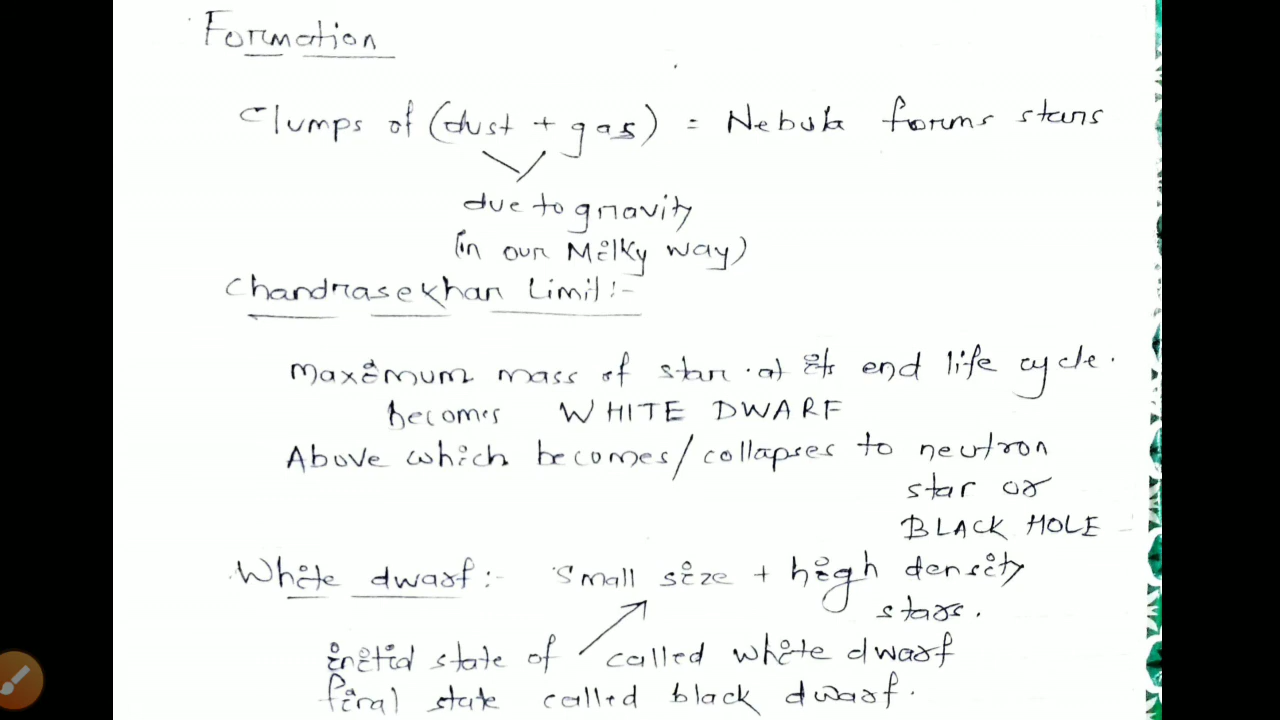 Formation
Clumps of (dust + gas) = Nebula forms stars
due to gravity
(in our Milky way)
Chandrasekhar Limit :-
Maximum mass of star at its end life cycle.
becomes WHITE DWARF
Above which becomes/collapses to neutron
star or
BLACK HOLE
White dwarf :- Small size + high density
stars.
initial state of called white dwarf
final state called black dwarf.